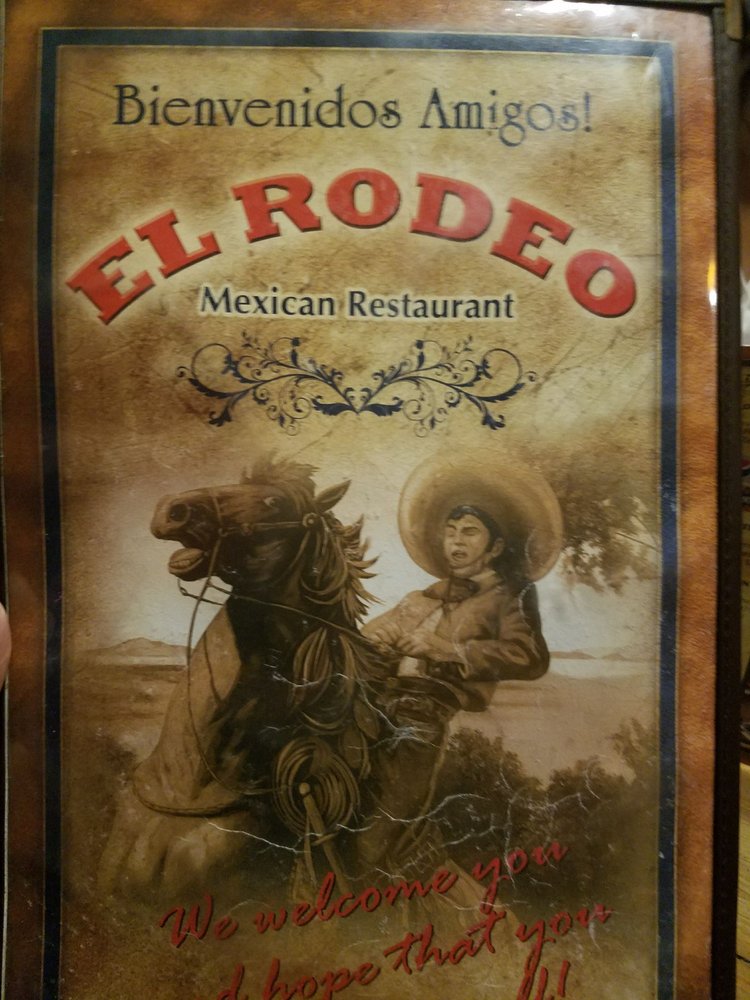 Bienvenidos Amigos!
EL RODEO
Mexican Restaurant
We welcome you
hope that you